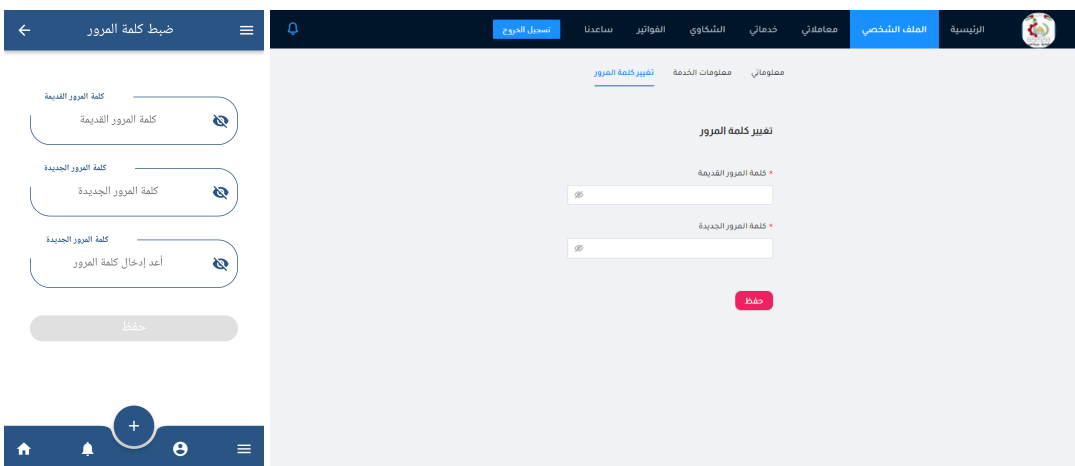 الرئيسية الملف الشخصي معاملاتي خدماتي الشكاوي الفواتير ساعدنا تسجيل الخروج
معلوماتي معلومات الخدمة تغيير كلمة المرور
تغيير كلمة المرور
* كلمة المرور القديمة
* كلمة المرور الجديدة
حفظ
ضبط كلمة المرور
كلمة المرور القديمة
كلمة المرور القديمة
كلمة المرور الجديدة
كلمة المرور الجديدة
كلمة المرور الجديدة
أعد إدخال كلمة المرور
حفظ